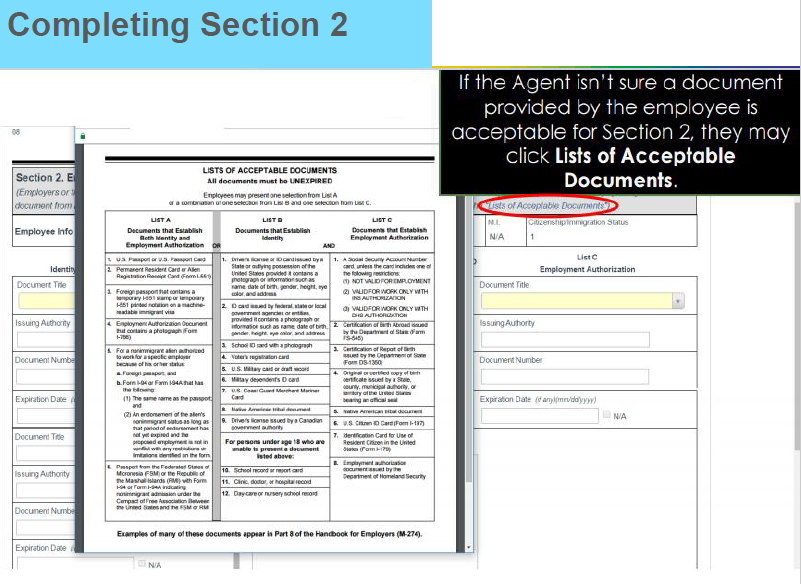 Completing Section 2
If the Agent isn't sure a document
provided by the employee is
acceptable for Section 2, they may
click Lists of Acceptable
Documents.
08
Section 2. E
(Employers or
document from
"Lists of Acceptable Documents")
Employee Info
M.I.
Citizenship/Immigration Status
N/A
1
Identity
List C
Employment Authorization
Document Title
Issuing Authority
Document Numbe
Expiration Date
Document Title
Issuing Authority
Document Numbe
Expiration Date
N/A
Document Title
Issuing Authority
Document Number
Expiration Date (if any)(mm/dd/yyyy)
N/A
LISTS OF ACCEPTABLE DOCUMENTS
All documents must be UNEXPIRED
Employees may present one selection from List A
or a combination of one selection from List B and one selection from List C.
LIST A
Documents that Establish
Both Identity and
Employment Authorization
OR
1. U.S. Passport or U.S. Passport Card
2. Permanent Resident Card or Alien
Registration Receipt Card (Form I-551)
3. Foreign passport that contains a
temporary I-551 stamp or temporary
I-551 printed notation on a machine-
readable immigrant visa
4. Employment Authorization Document
that contains a photograph (Form
I-766)
5. For a nonimmigrant alien authorized
to work for a specific employer
because of his or her status:
a. Foreign passport; and
b. Form I-94 or Form I-94A that has
the following:
(1) The same name as the passport;
and
(2) An endorsement of the alien's
nonimmigrant status as long as
that period of endorsement has
not yet expired and the
proposed employment is not in
conflict with any restrictions or
limitations identified on the form.
6. Passport from the Federated States of
Micronesia (FSM) or the Republic of
the Marshall Islands (RMI) with Form
I-94 or Form I-94A indicating
nonimmigrant admission under the
Compact of Free Association Between
the United States and the FSM or RMI
LIST B
Documents that Establish
Identity
AND
1. Driver's license or ID card issued by a
State or outlying possession of the
United States provided it contains a
photograph or information such as
name, date of birth, gender, height, eye
color, and address
2. ID card issued by federal, state or local
government agencies or entities,
provided it contains a photograph or
information such as name, date of birth,
gender, height, eye color, and address
3. School ID card with a photograph
4. Voter's registration card
5. U.S. Military card or draft record
6. Military dependent's ID card
7. U.S. Coast Guard Merchant Mariner
Card
8. Native American tribal document
9. Driver's license issued by a Canadian
government authority
For persons under age 18 who are
unable to present a document
listed above:
10. School record or report card
11. Clinic, doctor, or hospital record
12. Day-care or nursery school record
LIST C
Documents that Establish
Employment Authorization
1. A Social Security Account Number
card, unless the card includes one of
the following restrictions:
(1) NOT VALID FOR EMPLOYMENT
(2) VALID FOR WORK ONLY WITH
INS AUTHORIZATION
(3) VALID FOR WORK ONLY WITH
DHS AUTHORIZATION
2. Certification of Birth Abroad issued
by the Department of State (Form
FS-545)
3. Certification of Report of Birth
issued by the Department of State
(Form DS-1350)
4. Original or certified copy of birth
certificate issued by a State,
county, municipal authority, or
territory of the United States
bearing an official seal
5. Native American tribal document
6. U.S. Citizen ID Card (Form I-197)
7. Identification Card for Use of
Resident Citizen in the United
States (Form I-179)
8. Employment authorization
document issued by the
Department of Homeland Security
Examples of many of these documents appear in Part 8 of the Handbook for Employers (M-274).